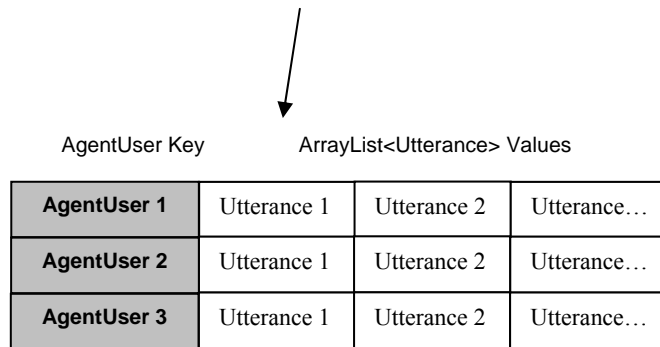 AgentUser Key ArrayList<Utterance> Values
AgentUser 1 Utterance 1 Utterance 2 Utterance…
AgentUser 2 Utterance 1 Utterance 2 Utterance…
AgentUser 3 Utterance 1 Utterance 2 Utterance…